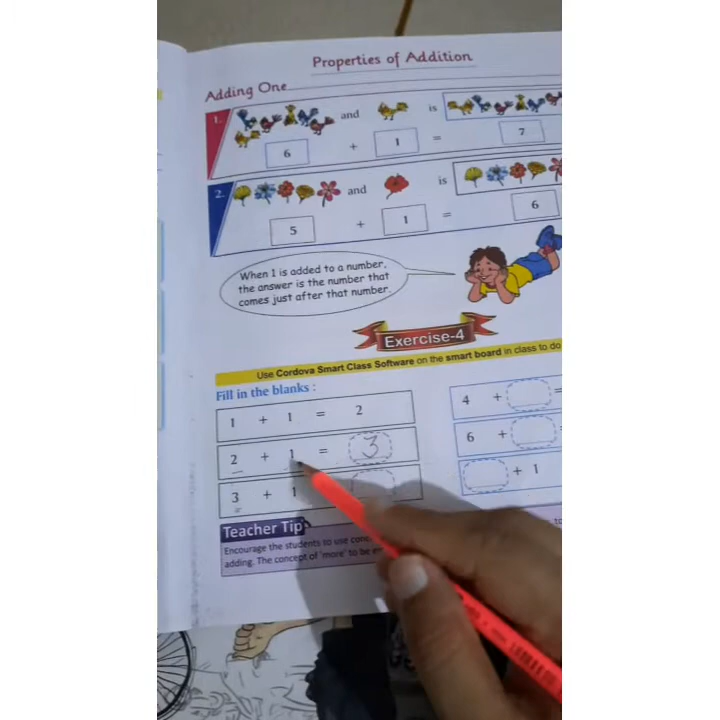 Properties of Addition
Adding One
1. and is
6 + 1 = 7
2. and is
5 + 1 = 6
When 1 is added to a number,
the answer is the number that
comes just after that number.
Exercise-4
Use Cordova Smart Class Software on the smart board in class to do
Fill in the blanks :
1 + 1 = 2
2 + 1 = 3
3 + 1
4 + =
6 +
+ 1
Teacher Tip
Encourage the students to use
adding. The concept of 'more' to be